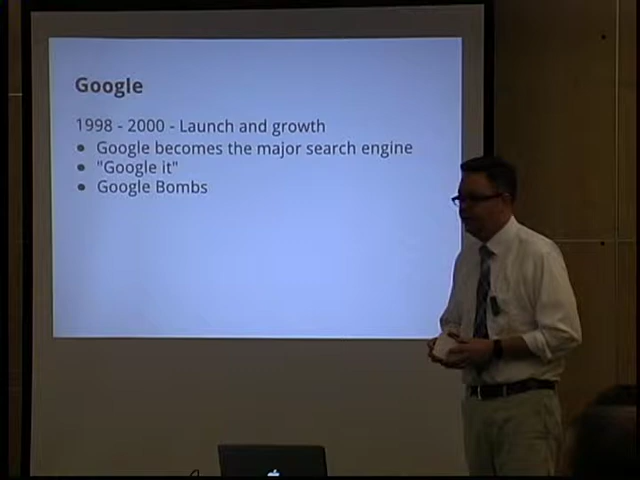 Google
1998 - 2000 - Launch and growth
• Google becomes the major search engine
• "Google it"
• Google Bombs